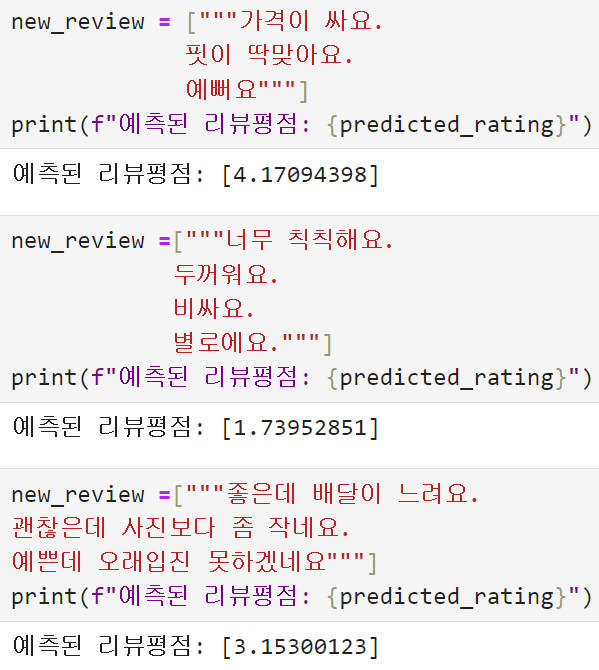 new_review = ["""가격이 싸요.
핏이 딱맞아요.
예뻐요"""]
print(f"예측된 리뷰평점: {predicted_rating}")
예측된 리뷰평점: [4.17094398]
new_review =["""너무 칙칙해요.
두꺼워요.
비싸요.
별로에요."""]
print(f"예측된 리뷰평점: {predicted_rating}")
예측된 리뷰평점: [1.73952851]
new_review =["""좋은데 배달이 느려요.
괜찮은데 사진보다 좀 작네요.
예쁜데 오래입진 못하겠네요"""]
print(f"예측된 리뷰평점: {predicted_rating}")
예측된 리뷰평점: [3.15300123]